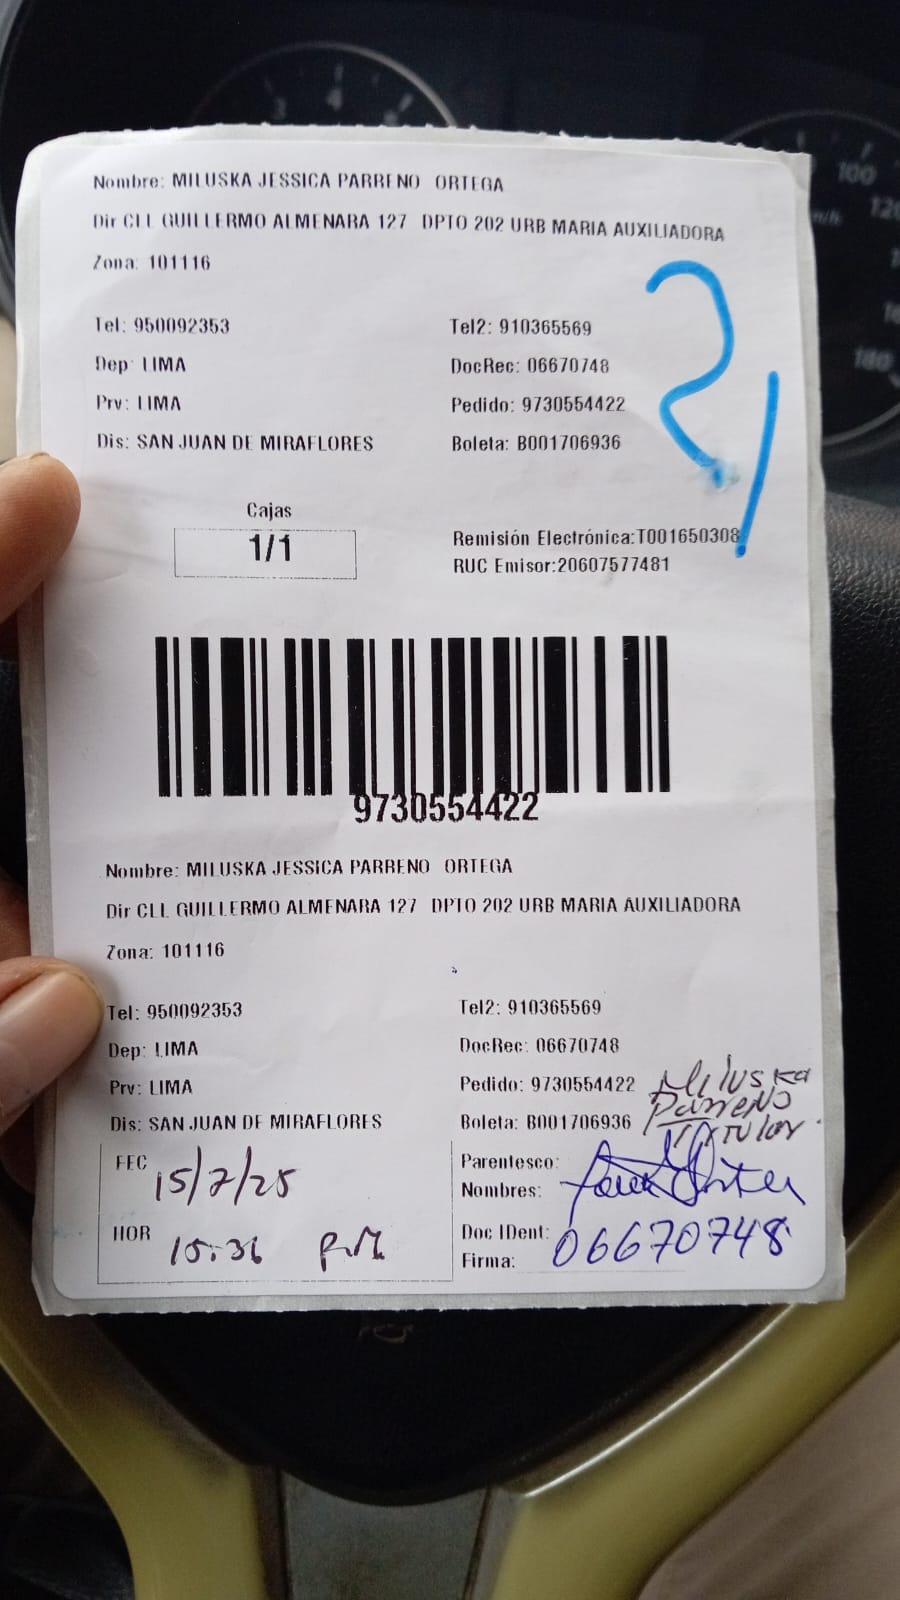 Nombre: MILUSKA JESSICA PARRENO ORTEGA
Dir CLL GUILLERMO ALMENARA 127 DPTO 202 URB MARIA AUXILIADORA
Zona: 101116
21
Tel: 950092353 Tel2: 910365569
Dep: LIMA DocRec: 06670748
Prv: LIMA Pedido: 9730554422
Dis: SAN JUAN DE MIRAFLORES Boleta: B001706936
Cajas
1/1
Remisión Electrónica:T001650308
RUC Emisor:20607577481
9730554422
Nombre: MILUSKA JESSICA PARRENO ORTEGA
Dir CLL GUILLERMO ALMENARA 127 DPTO 202 URB MARIA AUXILIADORA
Zona: 101116
Tel: 950092353 Tel2: 910365569
Dep: LIMA DocRec: 06670748
Prv: LIMA Pedido: 9730554422
Dis: SAN JUAN DE MIRAFLORES Boleta: B001706936
Miluska
Parreno
Titular.
FEC 15/7/25
Parentesco:
Nombres:
HOR 15:36 P.M
Doc IDent: 06670748
Firma: